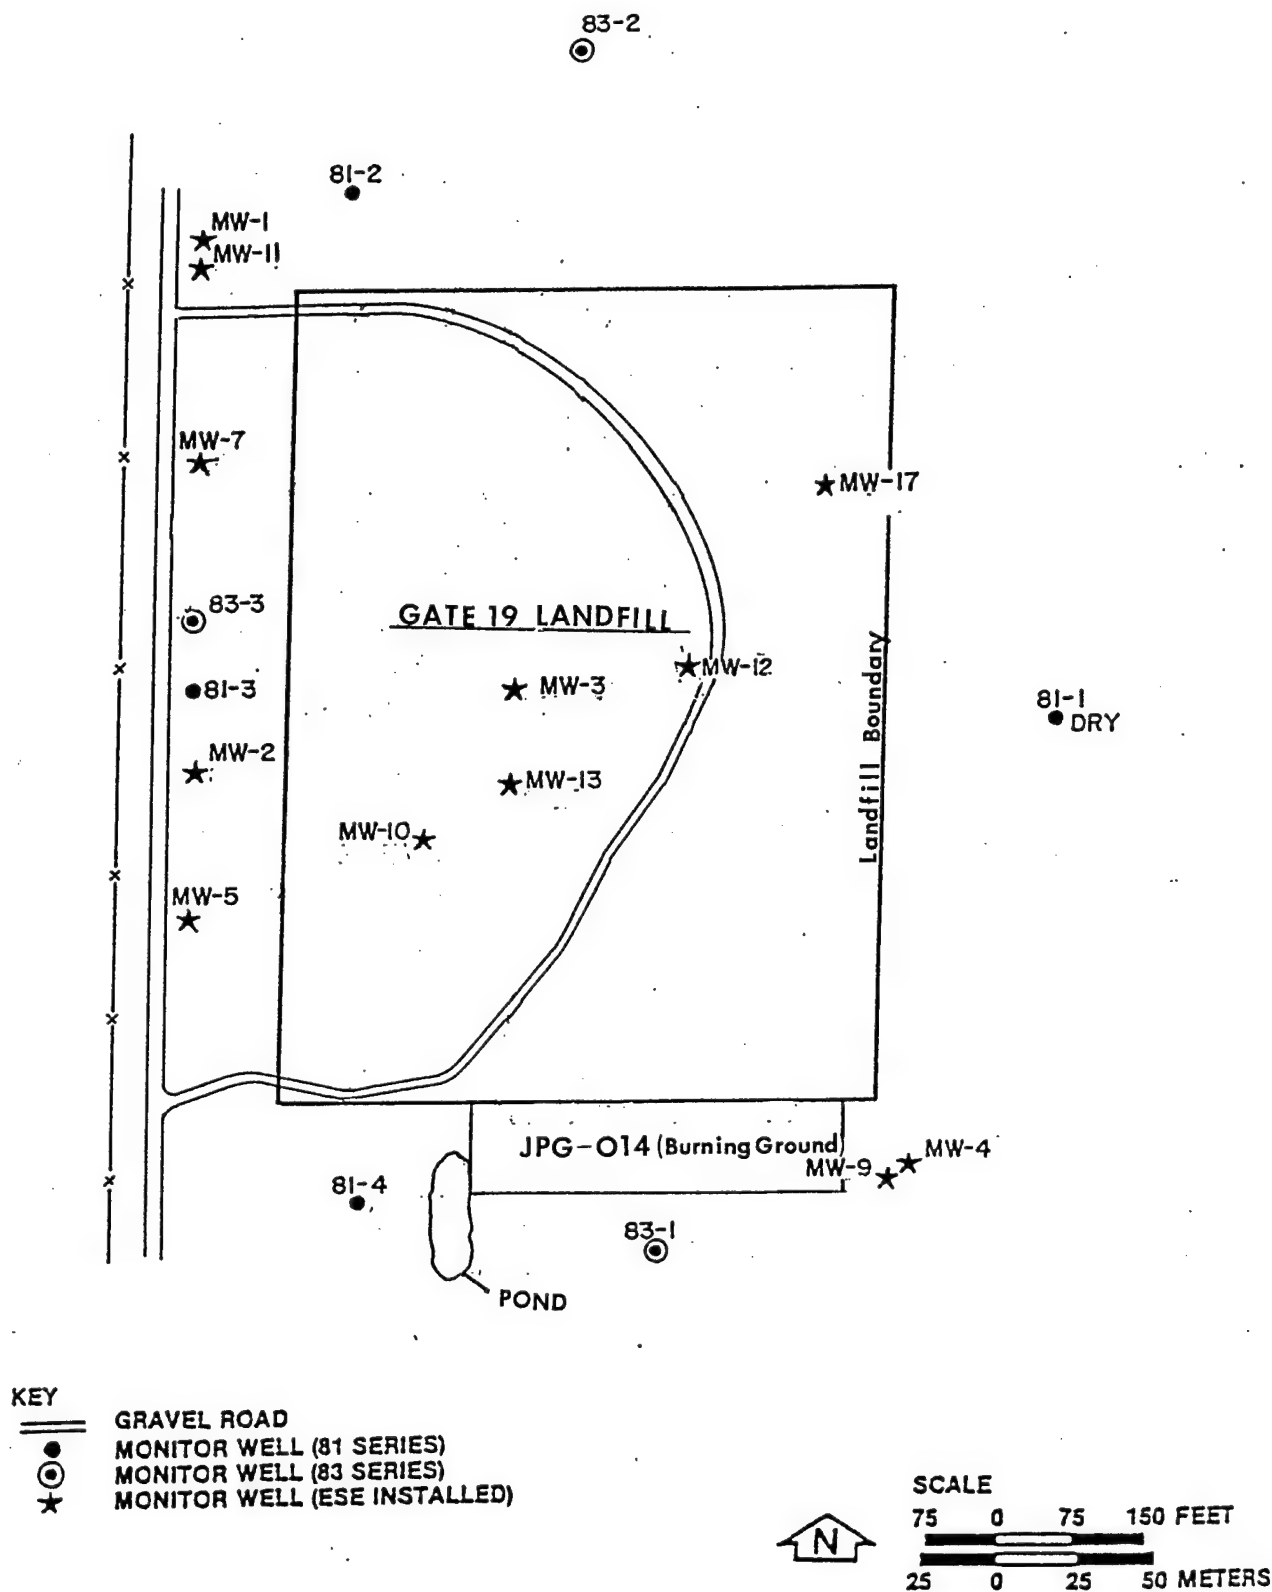 83-2
81-2
MW-1
MW-11
MW-7
MW-17
83-3
GATE 19 LANDFILL
MW-12
MW-3
81-3
81-1
DRY
Landfill Boundary
MW-2
MW-13
MW-10
MW-5
JPG-014 (Burning Ground)
MW-4
MW-9
81-4
83-1
POND
KEY
GRAVEL ROAD
MONITOR WELL (81 SERIES)
MONITOR WELL (83 SERIES)
MONITOR WELL (ESE INSTALLED)
SCALE
75 0 75 150 FEET
N
25 0 25 50 METERS